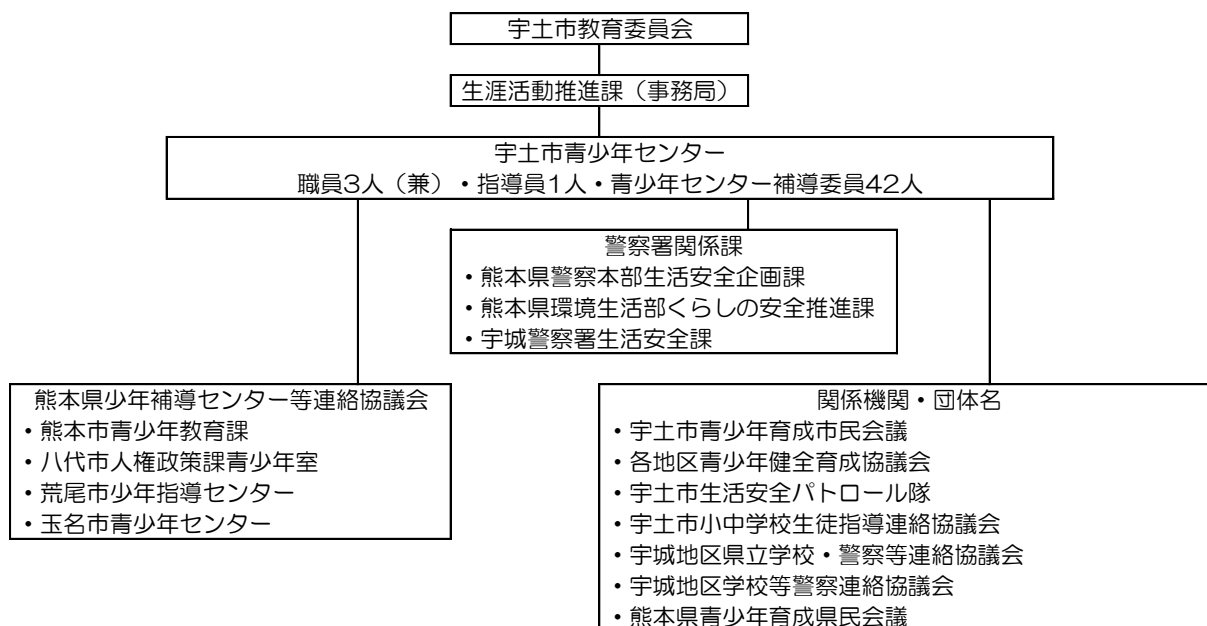 宇土市教育委員会
生涯活動推進課（事務局）
宇土市青少年センター
職員3人（兼）・指導員1人・青少年センター補導委員42人
警察署関係課
・熊本県警察本部生活安全企画課
・熊本県環境生活部くらしの安全推進課
・宇城警察署生活安全課
熊本県少年補導センター等連絡協議会
・熊本市青少年教育課
・八代市人権政策課青少年室
・荒尾市少年指導センター
・玉名市青少年センター
関係機関・団体名
・宇土市青少年育成市民会議
・各地区青少年健全育成協議会
・宇土市生活安全パトロール隊
・宇土市小中学校生徒指導連絡協議会
・宇城地区県立学校・警察等連絡協議会
・宇城地区学校等警察連絡協議会
・熊本県青少年育成県民会議